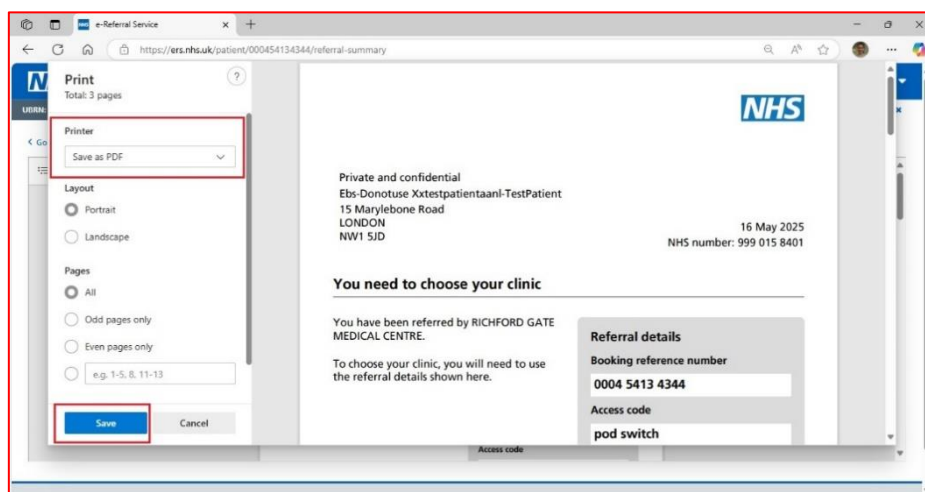 e-Referral Service
https://ers.nhs.uk/patient/000454134344/referral-summary
N
UBRN:
Go
Print
Total: 3 pages
?
Printer
Save as PDF
Layout
Portrait
Landscape
Pages
All
Odd pages only
Even pages only
e.g. 1-5, 8, 11-13
Save
Cancel
NHS
Private and confidential
Ebs-Donotuse Xxtestpatientaanl-TestPatient
15 Marylebone Road
LONDON
NW1 5JD
16 May 2025
NHS number: 999 015 8401
You need to choose your clinic
You have been referred by RICHFORD GATE
MEDICAL CENTRE.
To choose your clinic, you will need to use
the referral details shown here.
Referral details
Booking reference number
0004 5413 4344
Access code
pod switch
Access code